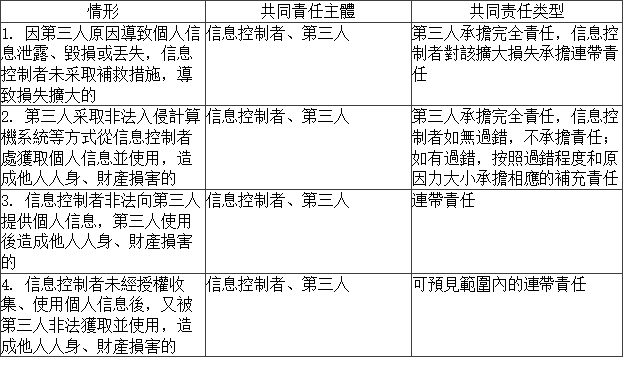 情形
共同責任主體
共同责任类型
1. 因第三人原因導致個人信
息泄露、毀損或丟失，信息
控制者未采取補救措施，導
致損失擴大的
信息控制者、第三人
第三人承擔完全責任，信息控
制者對該擴大損失承擔連帶責
任
2. 第三人采取非法入侵計算
機系統等方式從信息控制者
處獲取個人信息並使用，造
成他人人身、財產損害的
信息控制者、第三人
第三人承擔完全責任，信息控
制者如無過錯，不承擔責任；
如有過錯，按照過錯程度和原
因力大小承擔相應的補充責任
3. 信息控制者非法向第三人
提供個人信息，第三人使用
後造成他人人身、財產損害
的
信息控制者、第三人
連帶責任
4. 信息控制者未經授權收
集、使用個人信息後，又被
第三人非法獲取並使用，造
成他人人身、財產損害的
信息控制者、第三人
可預見範圍內的連帶責任